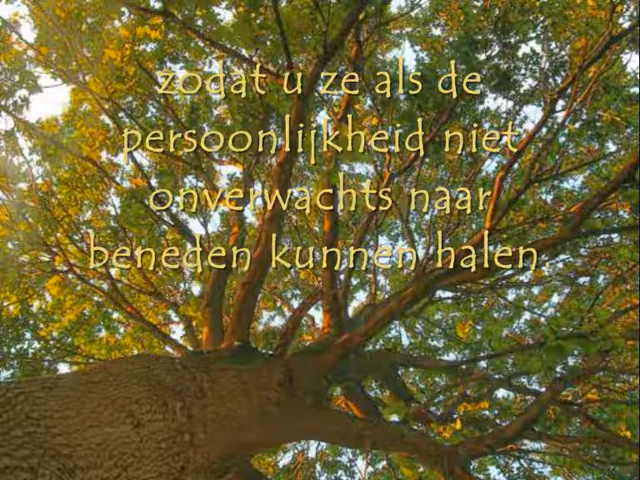 zodat u ze als de
persoonlijkheid niet
onverwachts naar
beneden kunnen halen.